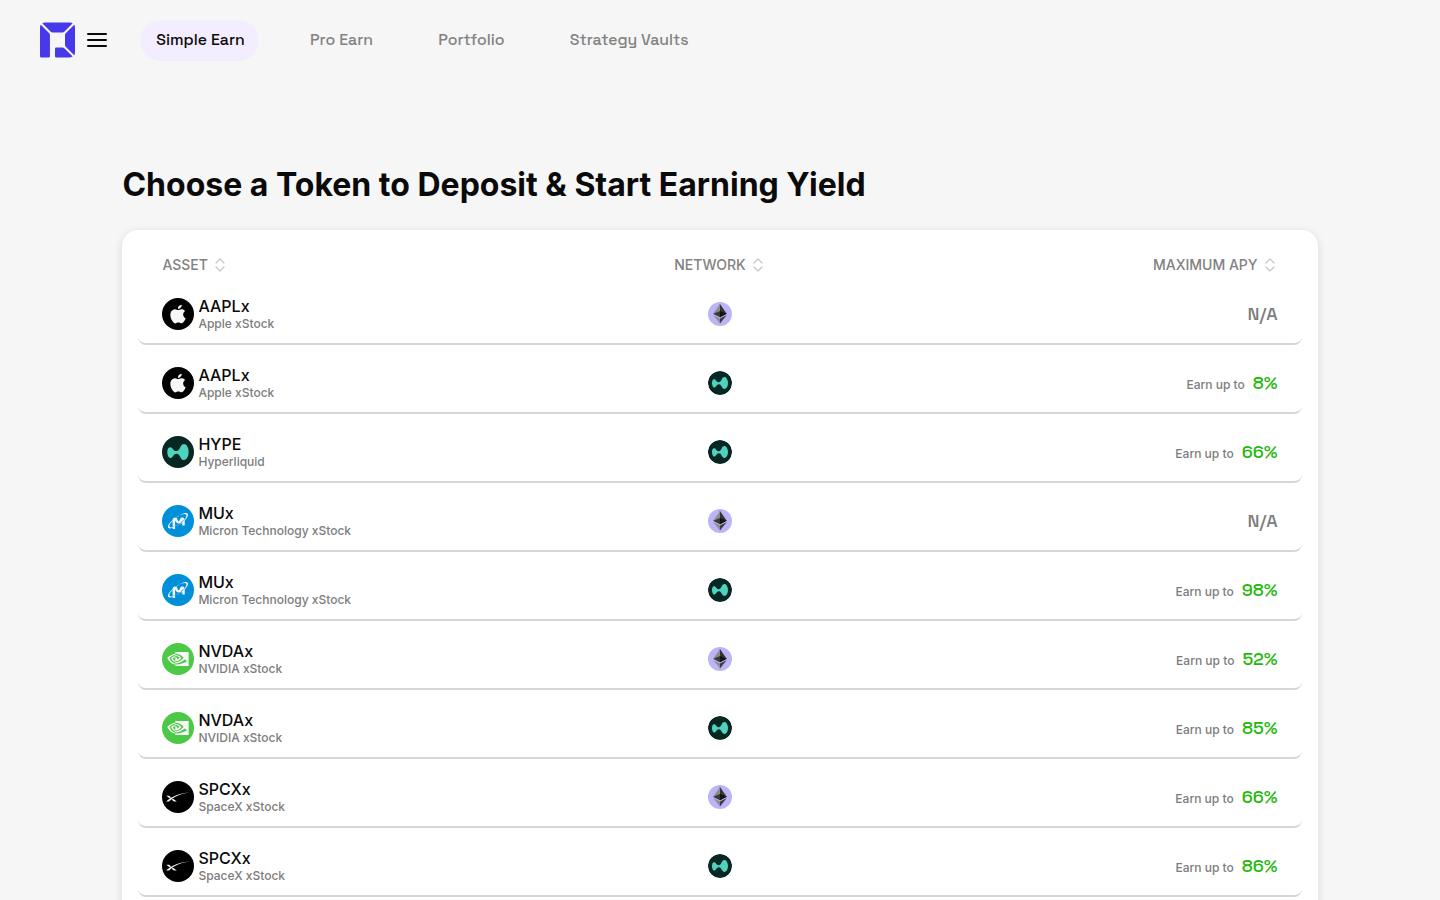 Simple Earn
Pro Earn
Portfolio
Strategy Vaults
Choose a Token to Deposit & Start Earning Yield
ASSET NETWORK MAXIMUM APY
AAPLx
Apple xStock
N/A
AAPLx
Apple xStock
Earn up to 8%
HYPE
Hyperliquid
Earn up to 66%
MUx
Micron Technology xStock
N/A
MUx
Micron Technology xStock
Earn up to 98%
NVDAx
NVIDIA xStock
Earn up to 52%
NVDAx
NVIDIA xStock
Earn up to 85%
SPCXx
SpaceX xStock
Earn up to 66%
SPCXx
SpaceX xStock
Earn up to 86%